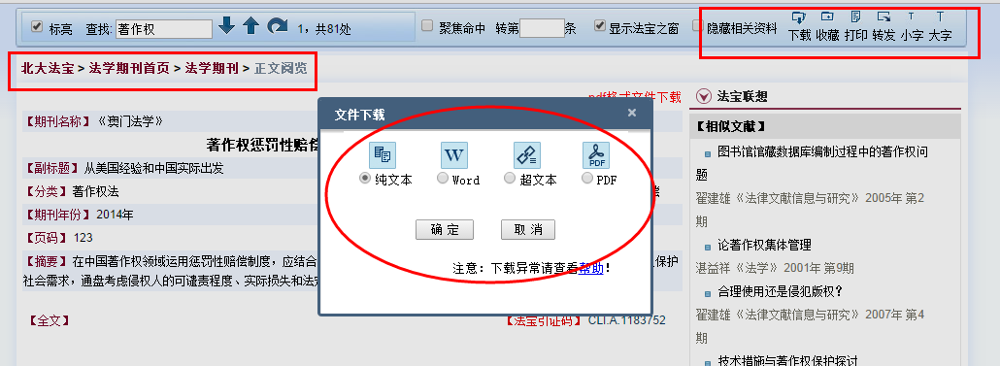 标亮 查找: 著作权 1，共81处 聚焦命中 转第 条 显示法宝之窗 隐藏相关资料 下载 收藏 打印 转发 小字 大字
北大法宝 > 法学期刊首页 > 法学期刊 > 正文阅览
pdf格式文件下载
【期刊名称】《澳门法学》
著作权惩罚性赔偿
【副标题】 从美国经验和中国实际出发
【分类】 著作权法
偿
【期刊年份】 2014年
【页码】 123
【摘要】 在中国著作权领域运用惩罚性赔偿制度，应结合
保护
社会需求，通盘考虑侵权人的可谴责程度、实际损失和法定
【全文】
【法宝引证码】 CLI.A.1183752
文件下载 ×
W PDF
纯文本 Word 超文本 PDF
确 定 取 消
注意：下载异常请查看帮助！
法宝联想
【相似文献】
图书馆馆藏数据库编制过程中的著作权问
题
翟建雄《法律文献信息与研究》 2005年 第2
期
论著作权集体管理
湛益祥《法学》 2001年 第9期
合理使用还是侵犯版权？
翟建雄《法律文献信息与研究》 2007年 第4
期
技术措施与著作权保护探讨